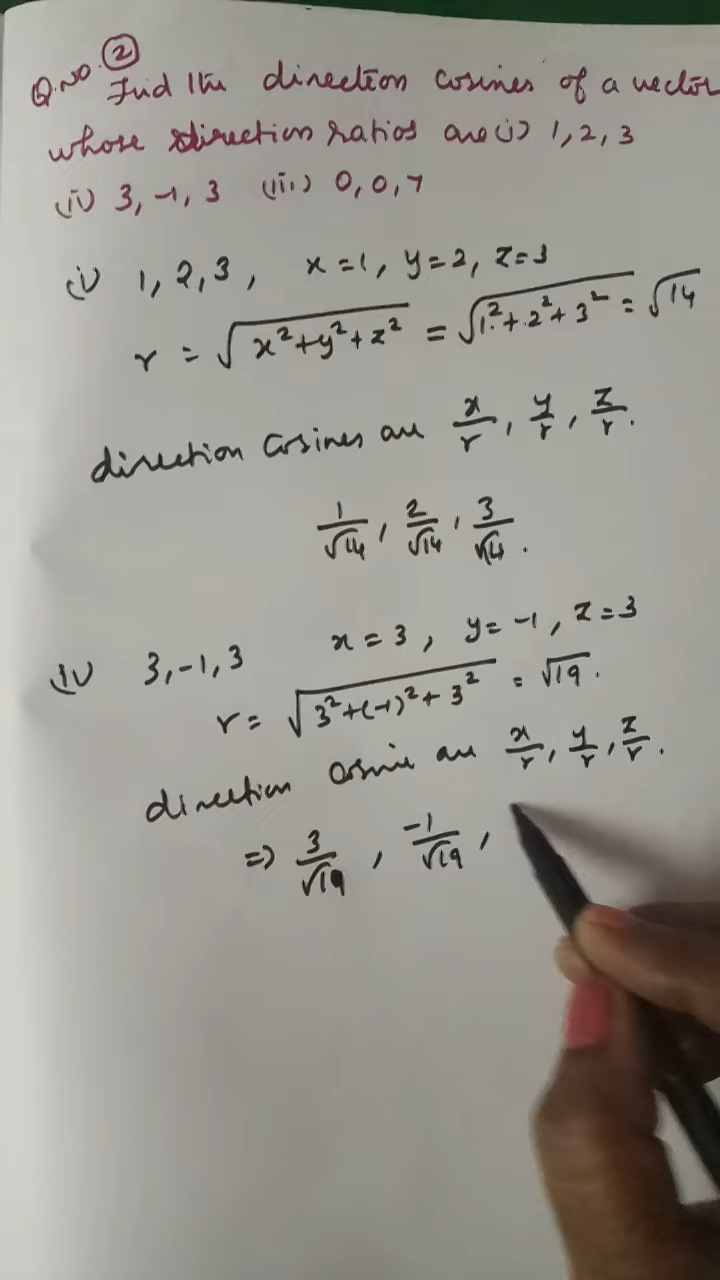 Q.No. ②
Find the direction cosines of a vector
whose direction ratios are (i) 1, 2, 3
(ii) 3, -1, 3 (iii) 0, 0, 7
(i) 1, 2, 3, x = 1, y = 2, z = 3
r = √(x² + y² + z²) = √(1² + 2² + 3²) = √14
direction cosines are x/r, y/r, z/r.
1/√14, 2/√14, 3/√14.
(ii) 3, -1, 3 x = 3, y = -1, z = 3
r = √(3² + (-1)² + 3²) = √19.
direction cosine are x/r, y/r, z/r.
⇒ 3/√19, -1/√19,